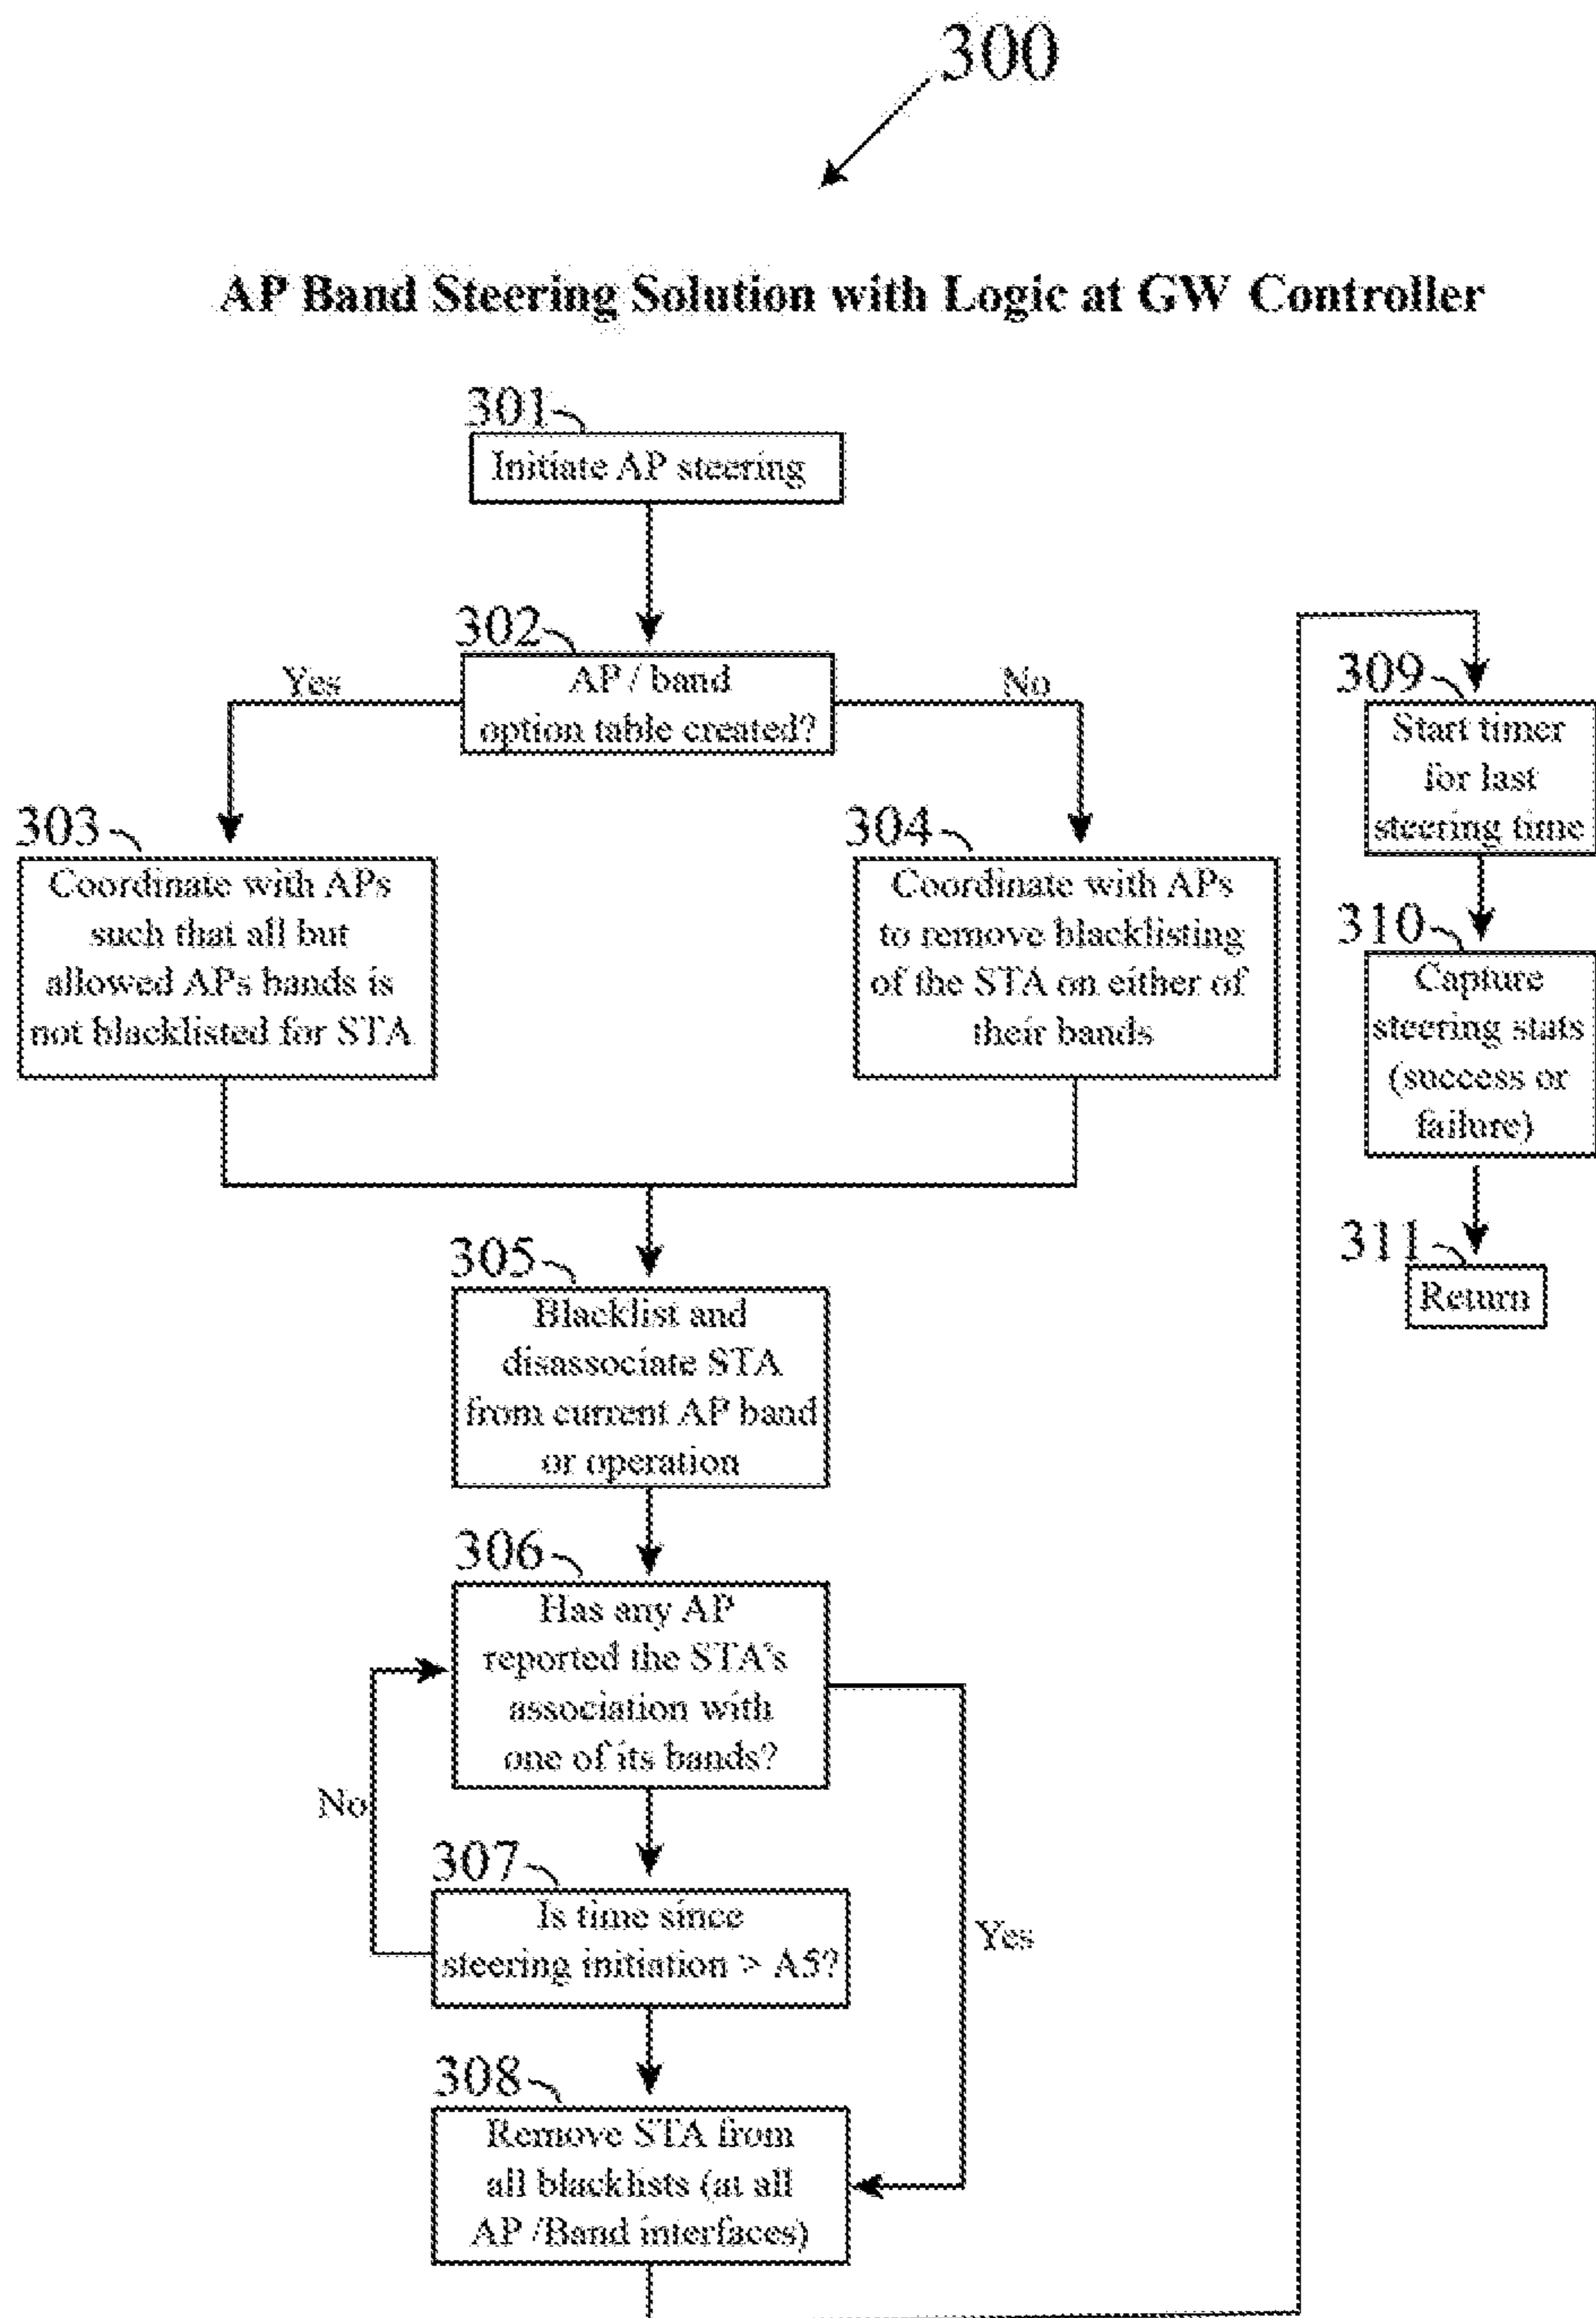 300
AP Band Steering Solution with Logic at GW Controller
301
Initiate AP steering
302
AP / band
option table created?
Yes
No
303
Coordinate with APs
such that all but
allowed APs bands is
not blacklisted for STA
304
Coordinate with APs
to remove blacklisting
of the STA on either of
their bands
305
Blacklist and
disassociate STA
from current AP band
or operation
306
Has any AP
reported the STA's
association with
one of its bands?
No
Yes
307
Is time since
steering initiation > A5?
308
Remove STA from
all blacklists (at all
AP /Band interfaces)
309
Start timer
for last
steering time
310
Capture
steering stats
(success or
failure)
311
Return